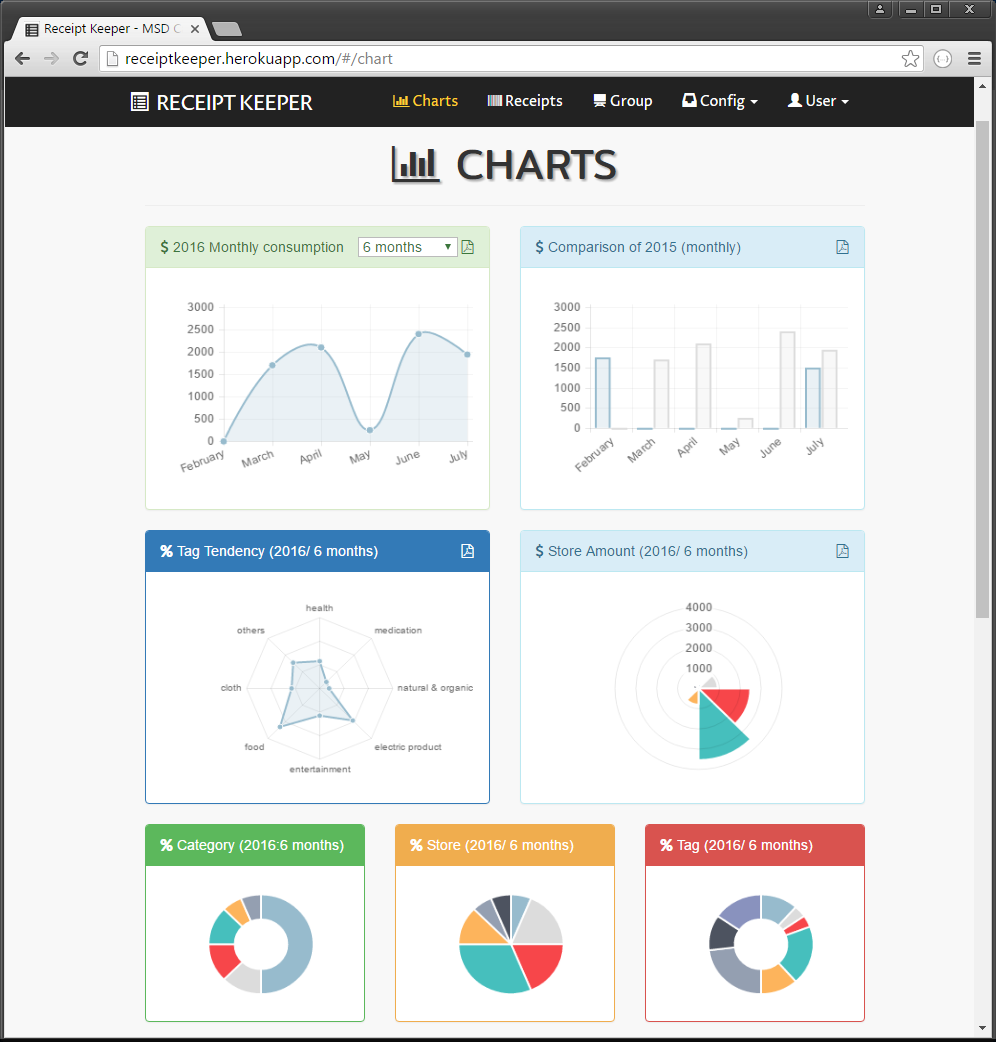 Receipt Keeper - MSD C
receiptkeeper.herokuapp.com/#/chart
RECEIPT KEEPER
Charts
Receipts
Group
Config
User
CHARTS
$ 2016 Monthly consumption
6 months
3000
2500
2000
1500
1000
500
0
February
March
April
May
June
July
$ Comparison of 2015 (monthly)
3000
2500
2000
1500
1000
500
0
February
March
April
May
June
July
% Tag Tendency (2016/ 6 months)
health
others
medication
cloth
natural & organic
food
electric product
entertainment
$ Store Amount (2016/ 6 months)
4000
3000
2000
1000
% Category (2016:6 months)
% Store (2016/ 6 months)
% Tag (2016/ 6 months)